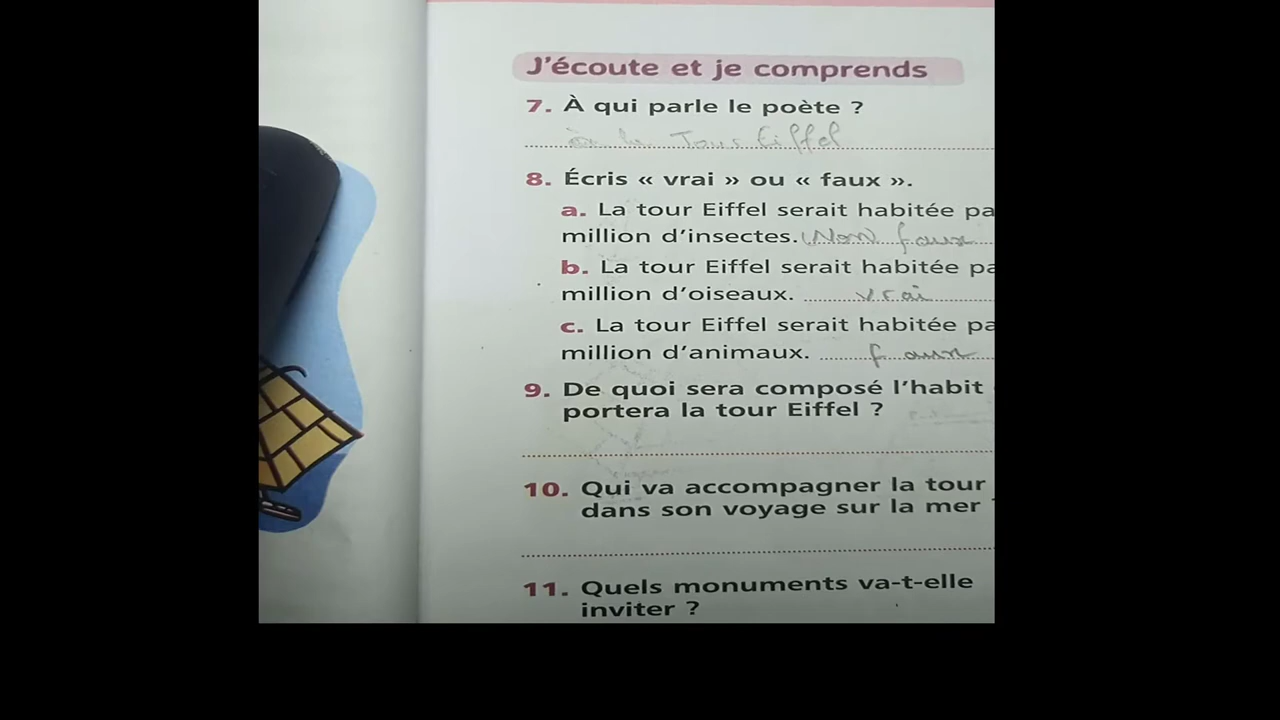 J'écoute et je comprends
7. À qui parle le poète ?
à la Tour Eiffel
8. Écris « vrai » ou « faux ».
a. La tour Eiffel serait habitée pa
million d'insectes. Non faux
b. La tour Eiffel serait habitée pa
million d'oiseaux. vrai
c. La tour Eiffel serait habitée pa
million d'animaux. faux
9. De quoi sera composé l'habit
portera la tour Eiffel ?
10. Qui va accompagner la tour
dans son voyage sur la mer
11. Quels monuments va-t-elle
inviter ?